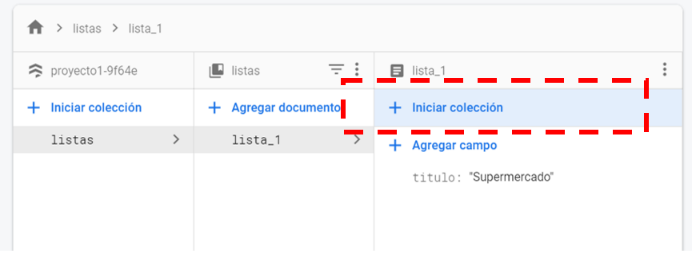 listas > lista_1
proyecto1-9f64e
listas
lista_1
+ Iniciar colección
+ Agregar documento
+ Iniciar colección
listas
lista_1
+ Agregar campo
titulo: "Supermercado"